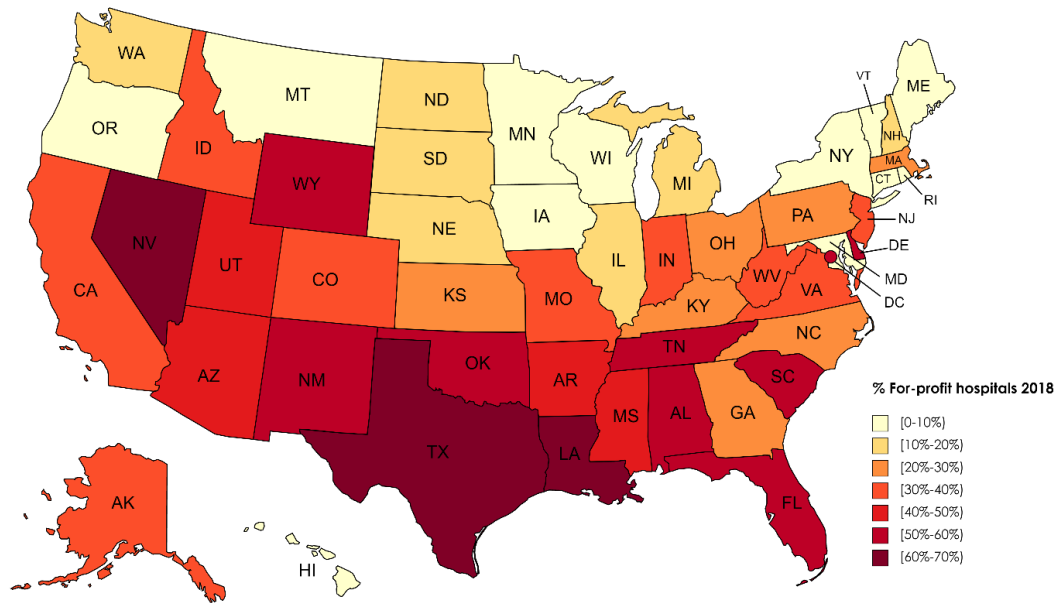 WA
VT
ME
MT
ND
OR
MN
NH
ID
WI
NY
MA
SD
MI
CT
WY
RI
IA
PA
NJ
NE
NV
OH
DE
UT
IL
IN
CO
WV
MD
CA
KS
MO
VA
DC
KY
NC
TN
OK
AZ
NM
AR
SC
% For-profit hospitals 2018
MS
AL
GA
[0-10%)
[10%-20%)
TX
LA
[20%-30%)
[30%-40%)
AK
FL
[40%-50%)
[50%-60%)
[60%-70%)
HI